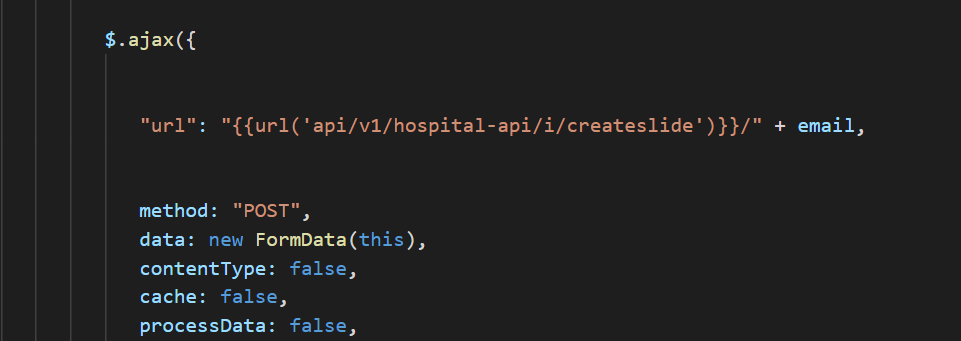 $.ajax({
"url": "{{url('api/v1/hospital-api/i/createslide')}}/" + email,
method: "POST",
data: new FormData(this),
contentType: false,
cache: false,
processData: false,